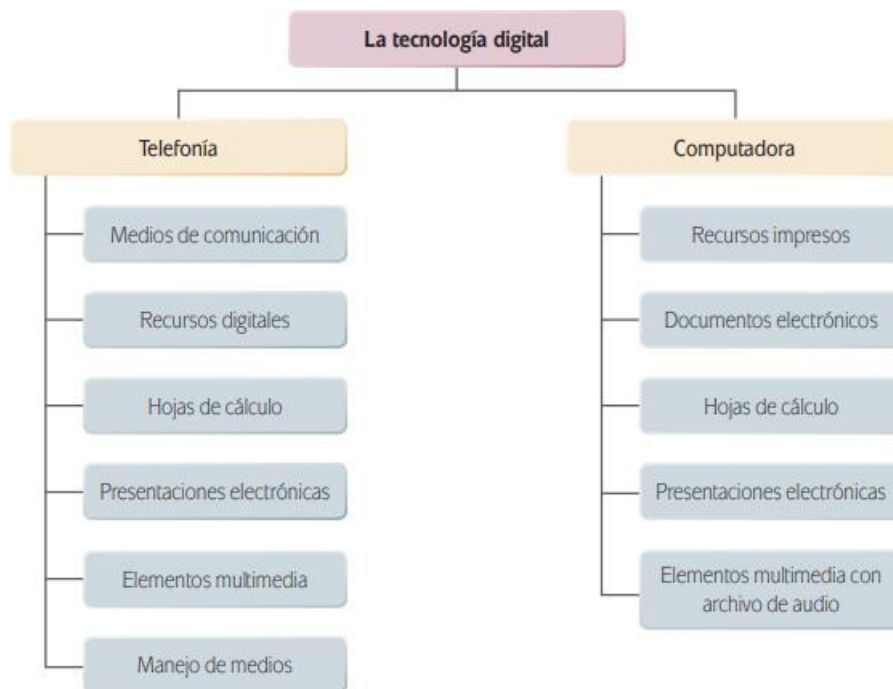 La tecnología digital
Telefonía
Medios de comunicación
Recursos digitales
Hojas de cálculo
Presentaciones electrónicas
Elementos multimedia
Manejo de medios
Computadora
Recursos impresos
Documentos electrónicos
Hojas de cálculo
Presentaciones electrónicas
Elementos multimedia con
archivo de audio